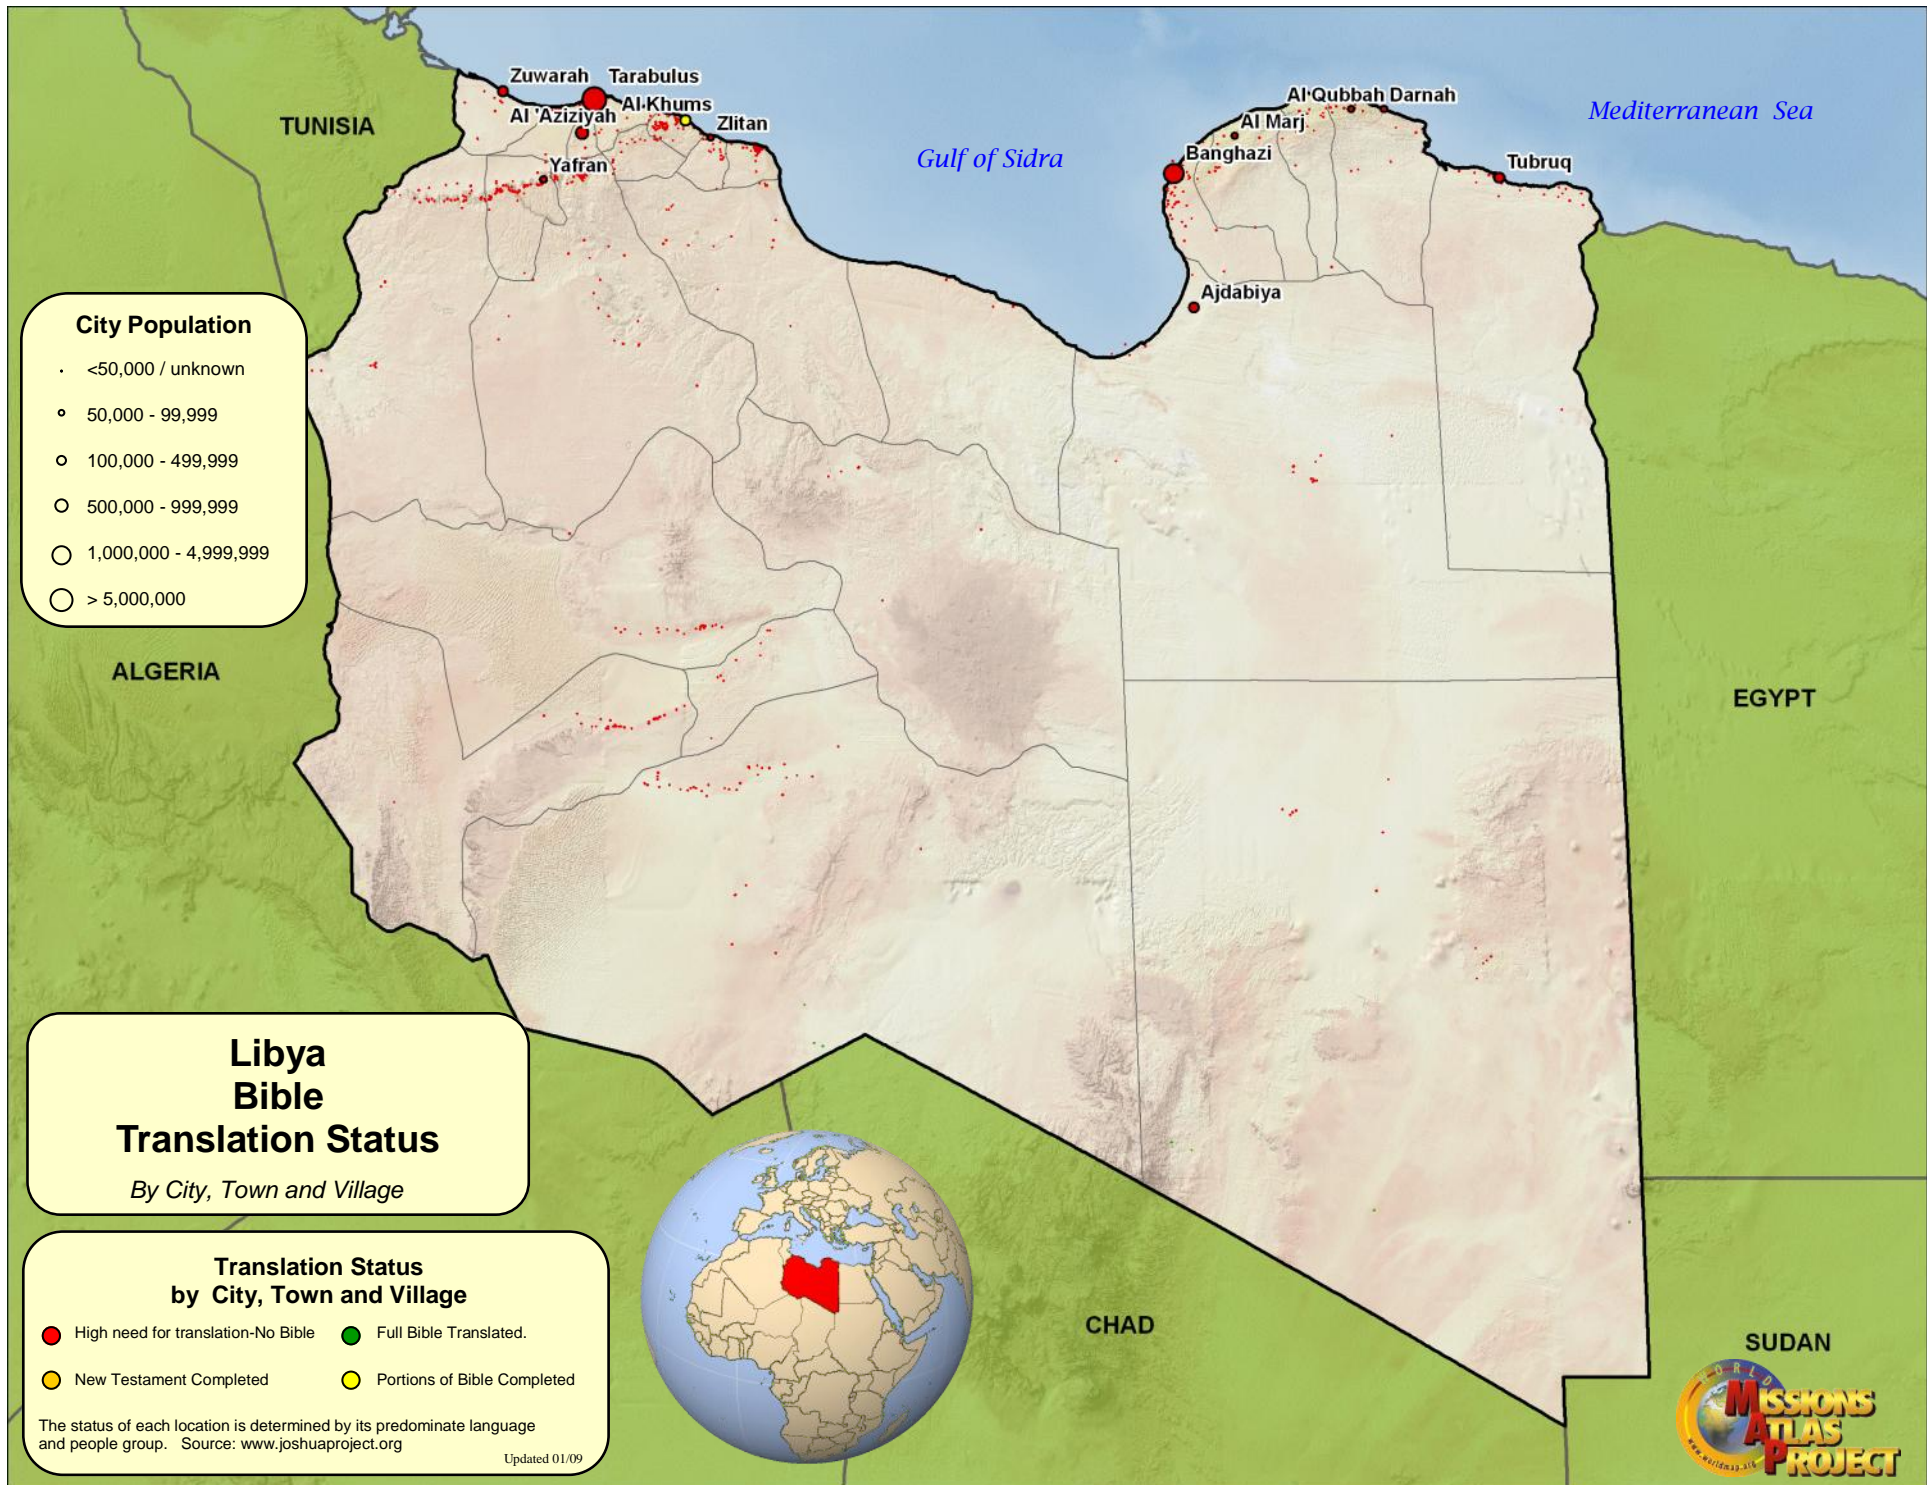 Zuwarah
Tarabulus
Al 'Aziziyah
Al Khums
Zlitan
Yafran
TUNISIA
Gulf of Sidra
Al Qubbah
Darnah
Al Marj
Banghazi
Mediterranean Sea
Tubruq
Ajdabiya
City Population
<50,000 / unknown
50,000 - 99,999
100,000 - 499,999
500,000 - 999,999
1,000,000 - 4,999,999
> 5,000,000
ALGERIA
EGYPT
Libya
Bible
Translation Status
By City, Town and Village
Translation Status
by City, Town and Village
High need for translation-No Bible
Full Bible Translated.
New Testament Completed
Portions of Bible Completed
The status of each location is determined by its predominate language
and people group. Source: www.joshuaproject.org
Updated 01/09
CHAD
SUDAN
WORLD
MISSIONS
ATLAS
PROJECT
www.worldmap.org